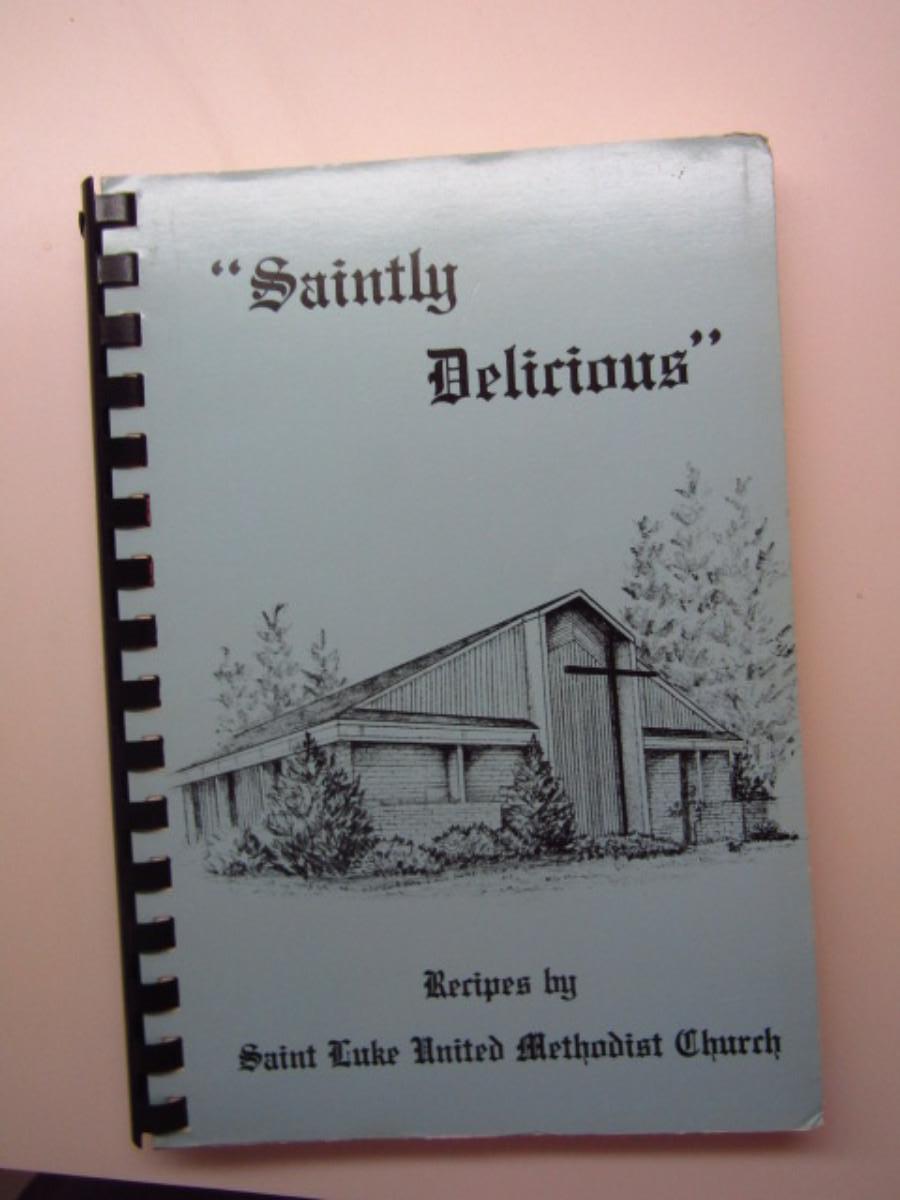 “Saintly
Delicious”
Recipes by
Saint Luke United Methodist Church